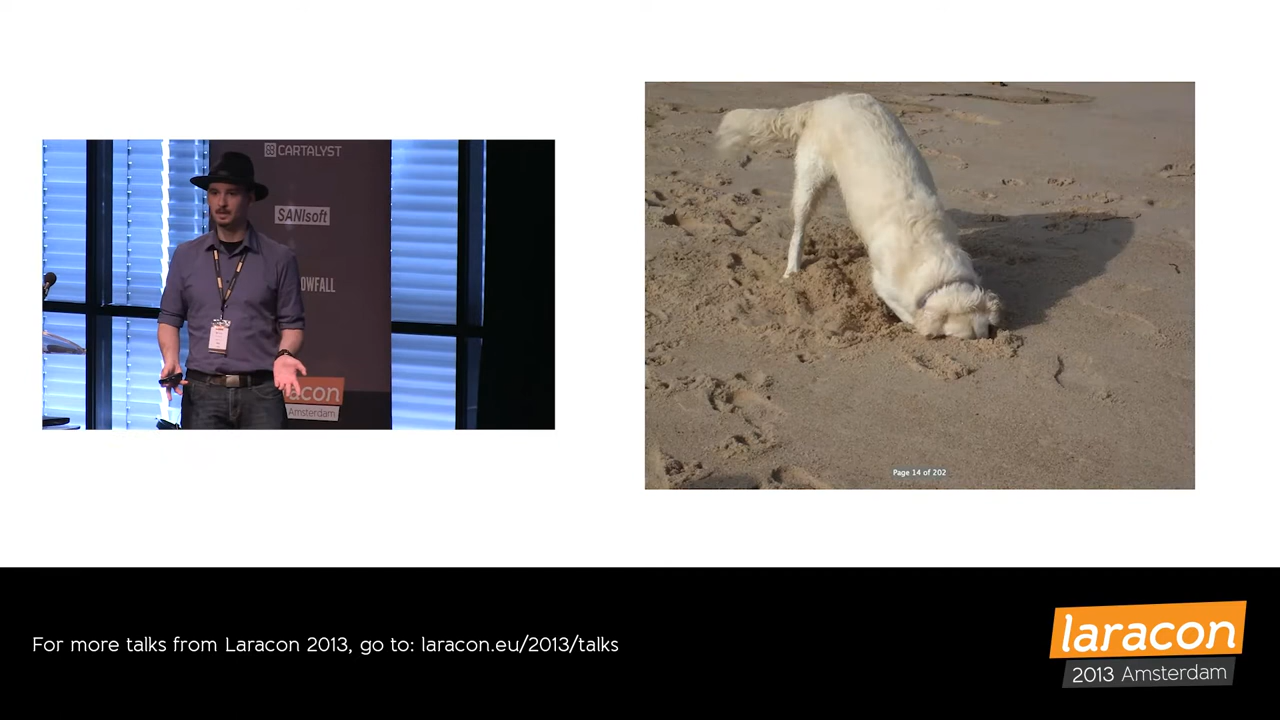 CARTALYST
SANIsoft
OWFALL
acon
Amsterdam
Page 14 of 202
For more talks from Laracon 2013, go to: laracon.eu/2013/talks
laracon
2013 Amsterdam